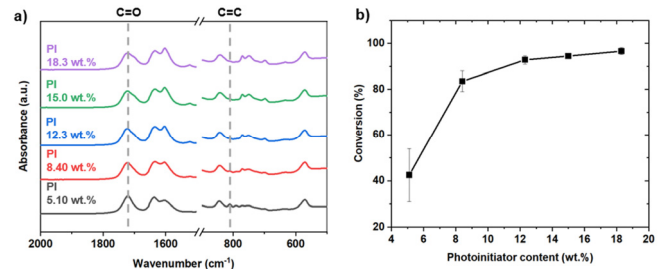 a)
C=O
C=C
PI
18.3 wt.%
PI
15.0 wt.%
PI
12.3 wt.%
PI
8.40 wt.%
PI
5.10 wt.%
Absorbance (a.u.)
2000 1600 800
Wavenumber (cm⁻¹)
b)
100
80
60
40
20
Conversion (%)
4 6 8 10 12 14 16 18 20
Photoinitiator content (wt.%)